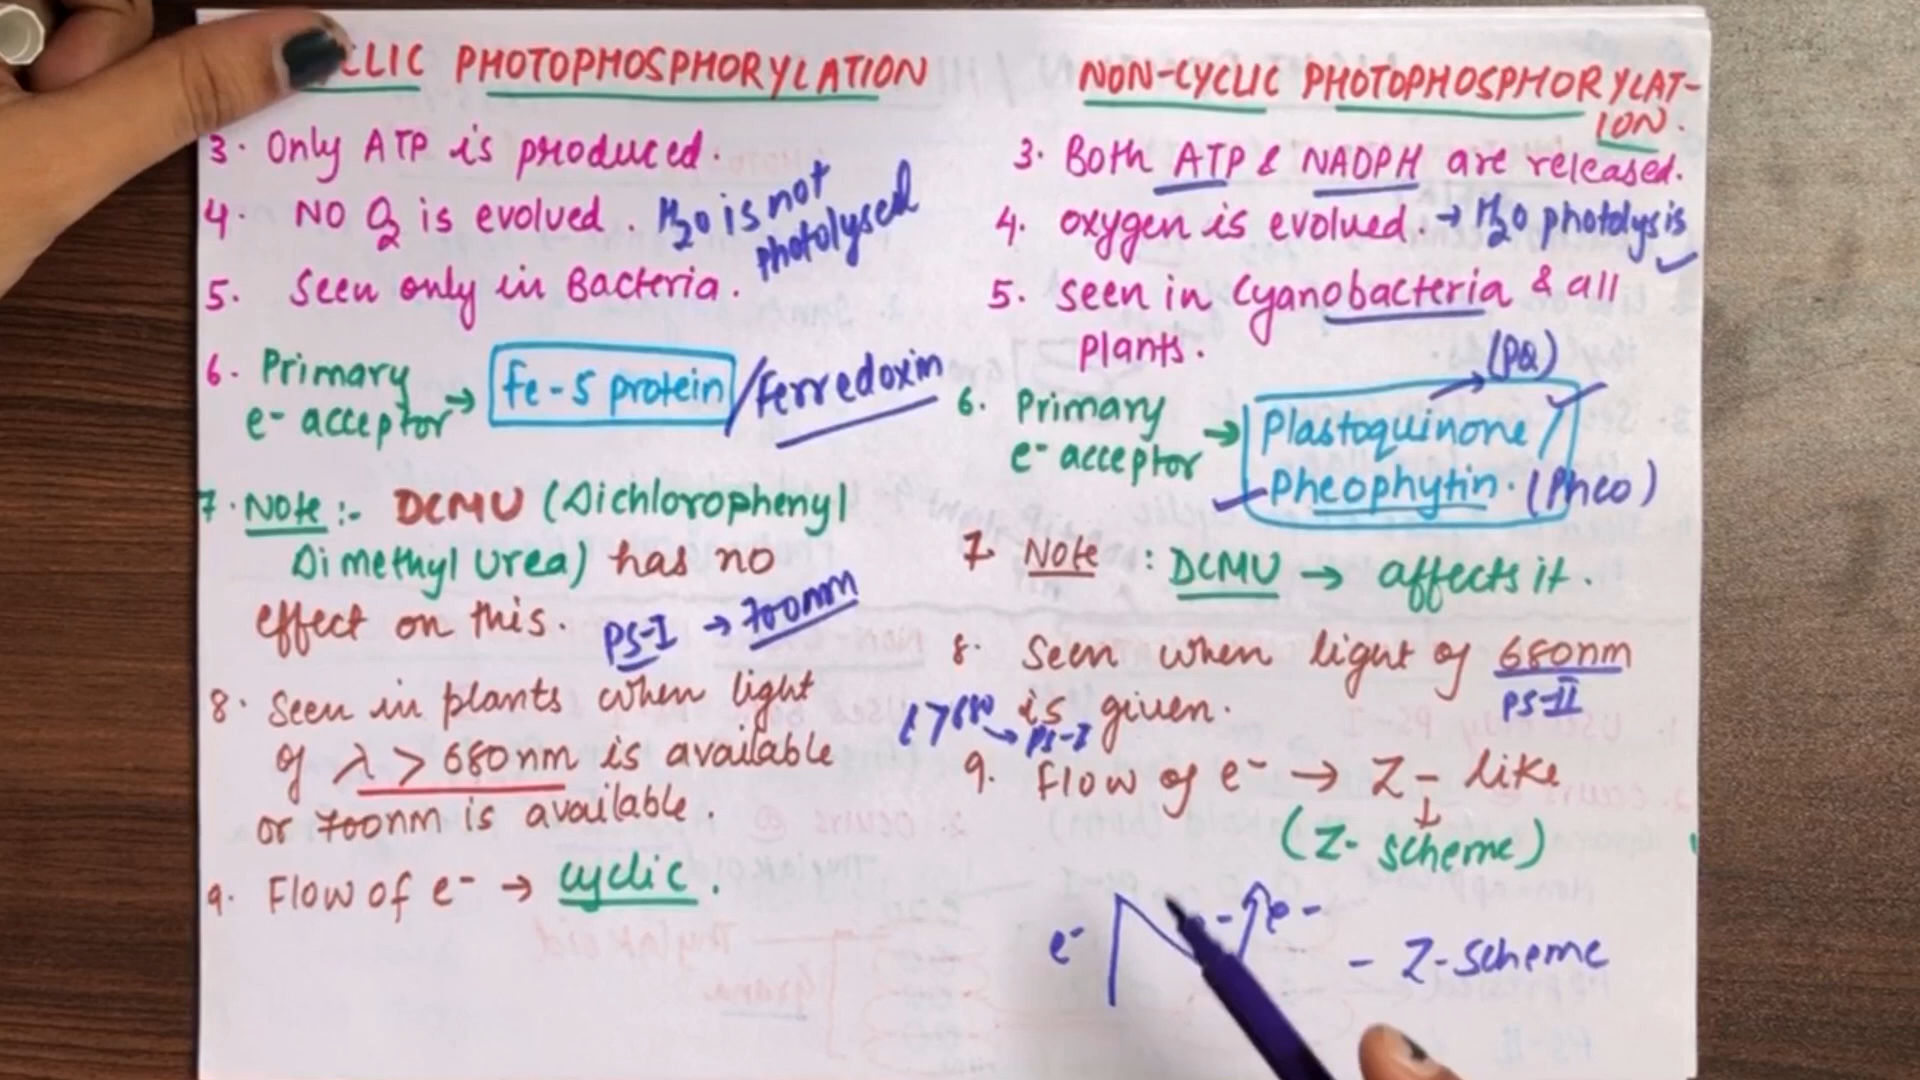 CLIC PHOTOPHOSPHORYLATION
3. Only ATP is produced.
4. NO O2 is evolved. H2O is not photolysed
5. Seen only in Bacteria.
6. Primary e- acceptor → Fe-S protein / Ferredoxin
7. Note :- DCMU (Dichlorophenyl
Dimethyl Urea) has no
effect on this. PS-I → 700nm
8. Seen in plants when light
of λ > 680nm is available
or 700nm is available.
9. Flow of e- → cyclic.
NON-CYCLIC PHOTOPHOSPHORYLAT-
ION.
3. Both ATP & NADPH are released.
4. oxygen is evolved. → H2O photolysis
5. seen in Cyanobacteria & all
plants.
(PQ)
6. Primary e- acceptor → Plastoquinone /
Pheophytin. (Pheo)
7 Note : DCMU → affects it.
8. Seen when light of 680nm
PS-II
is given.
>680 → PS-I
9. Flow of e- → Z- like
(Z- scheme)
e- e- - Z-scheme